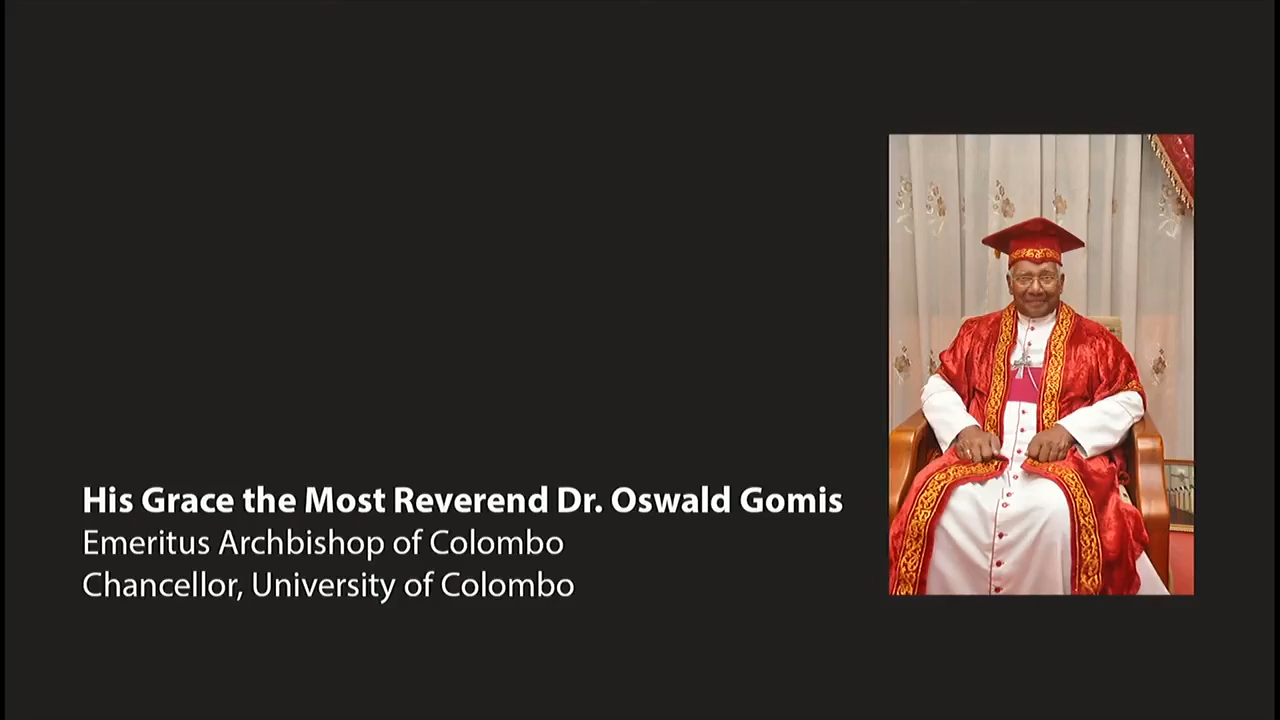 His Grace the Most Reverend Dr. Oswald Gomis
Emeritus Archbishop of Colombo
Chancellor, University of Colombo